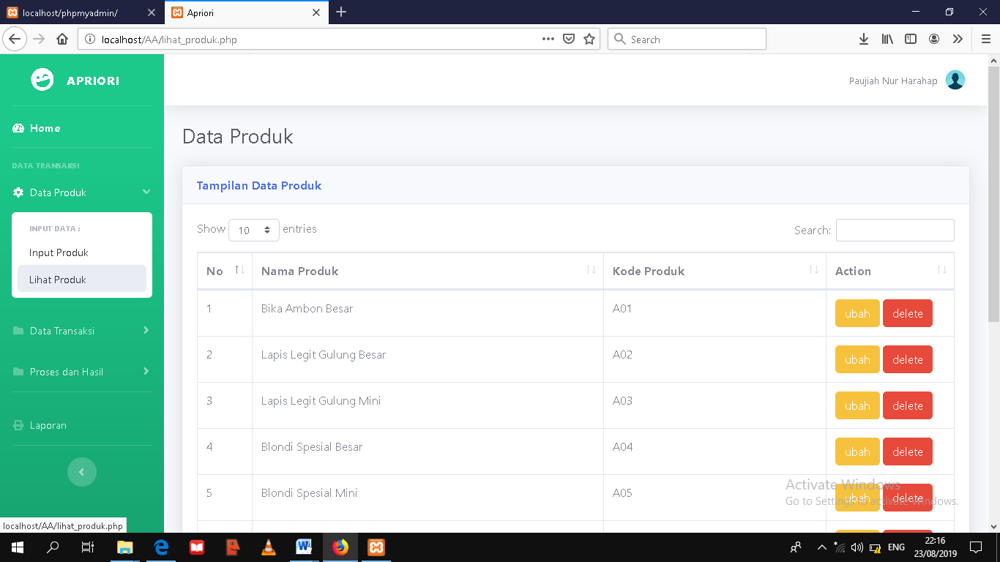 localhost/phpmyadmin/
Apriori
localhost/AA/lihat_produk.php
Search
APRIORI
Paujiah Nur Harahap
Home
DATA TRANSAKSI
Data Produk
INPUT DATA :
Input Produk
Lihat Produk
Data Transaksi
Proses dan Hasil
Laporan
Data Produk
Tampilan Data Produk
Show 10 entries
Search:
No Nama Produk Kode Produk Action
1 Bika Ambon Besar A01 ubah delete
2 Lapis Legit Gulung Besar A02 ubah delete
3 Lapis Legit Gulung Mini A03 ubah delete
4 Blondi Spesial Besar A04 ubah delete
5 Blondi Spesial Mini A05 ubah delete
Activate Windows
Go to Settings to activate Windows.
localhost/AA/lihat_produk.php
ENG
22:16
23/08/2019